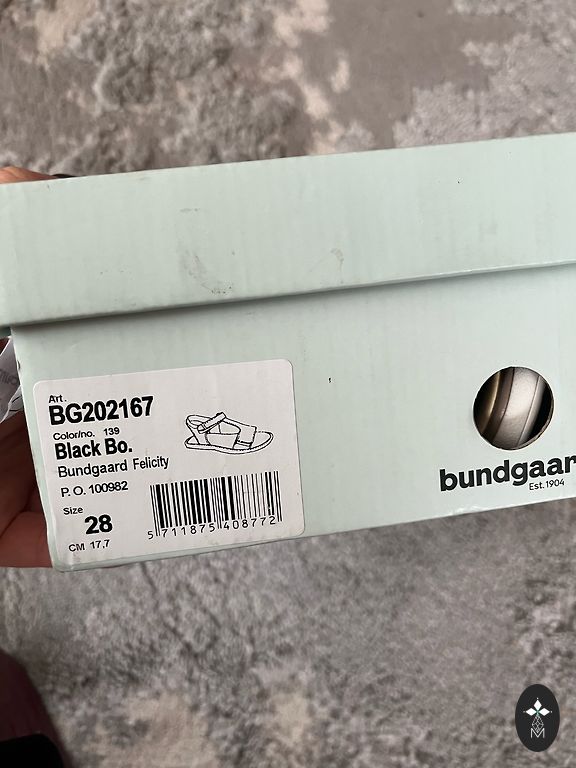 Art.
BG202167
Color/no. 139
Black Bo.
Bundgaard Felicity
P.O. 100982
Size
28
CM 17,7
5 711875 408772
bundgaar
Est.1904
M